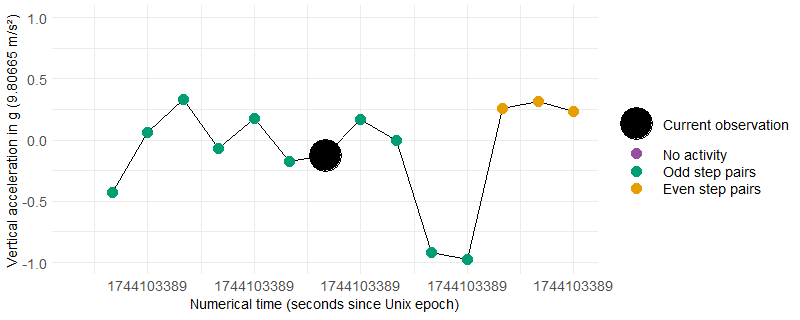 Vertical acceleration in g (9.80665 m/s²)
1.0
0.5
0.0
-0.5
-1.0
1744103389 1744103389 1744103389 1744103389 1744103389
Numerical time (seconds since Unix epoch)
Current observation
No activity
Odd step pairs
Even step pairs